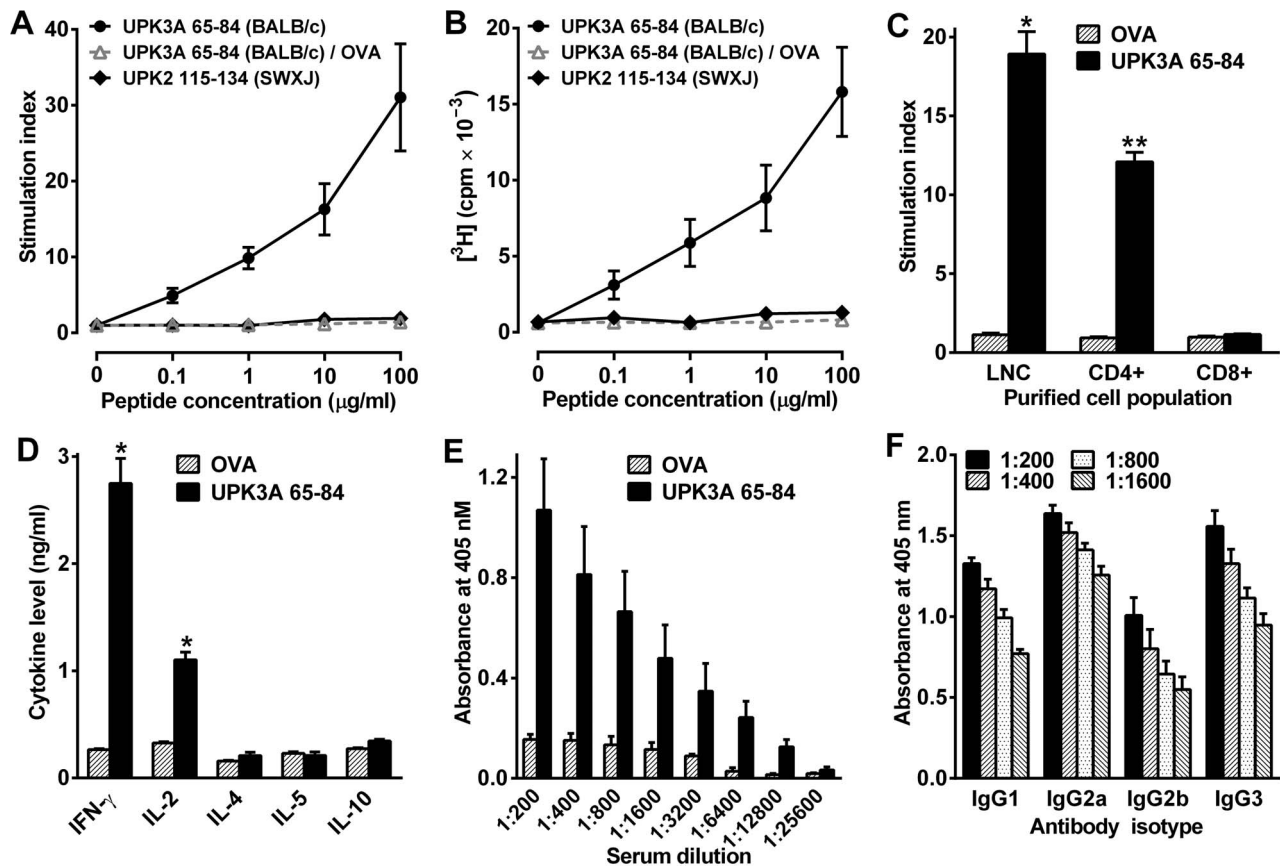 A
UPK3A 65-84 (BALB/c)
UPK3A 65-84 (BALB/c) / OVA
UPK2 115-134 (SWXJ)
Stimulation index
40
30
20
10
0
0 0.1 1 10 100
Peptide concentration (μg/ml)
B
UPK3A 65-84 (BALB/c)
UPK3A 65-84 (BALB/c) / OVA
UPK2 115-134 (SWXJ)
[³H] (cpm × 10⁻³)
20
15
10
5
0
0 0.1 1 10 100
Peptide concentration (μg/ml)
C
OVA
UPK3A 65-84
Stimulation index
20
15
10
5
0
*
**
LNC CD4+ CD8+
Purified cell population
D
OVA
UPK3A 65-84
Cytokine level (ng/ml)
3
2
1
0
*
*
IFN-γ IL-2 IL-4 IL-5 IL-10
E
OVA
UPK3A 65-84
Absorbance at 405 nM
1.2
0.8
0.4
0.0
1:200 1:400 1:800 1:1600 1:3200 1:6400 1:12800 1:25600
Serum dilution
F
1:200 1:800
1:400 1:1600
Absorbance at 405 nm
2.0
1.5
1.0
0.5
0.0
IgG1 IgG2a IgG2b IgG3
Antibody isotype